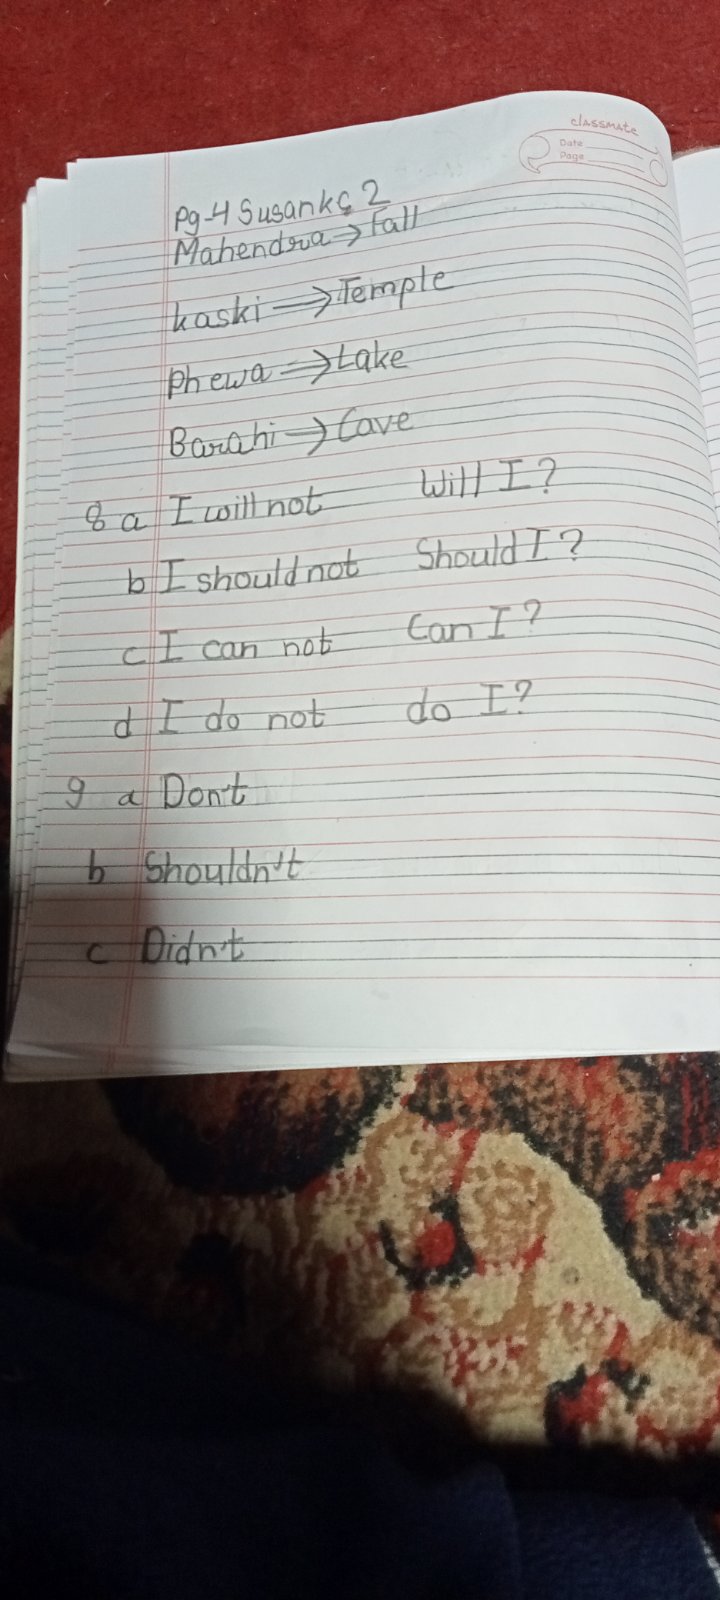 classmate
Date
Page
Pg-4 Susank 2
Mahendra → Fall
kaski → Temple
Phewa → Lake
Barahi → Cave
8 a I will not Will I?
b I should not Should I?
c I can not Can I?
d I do not do I?
9 a Don't
b Shouldn't
c Didn't